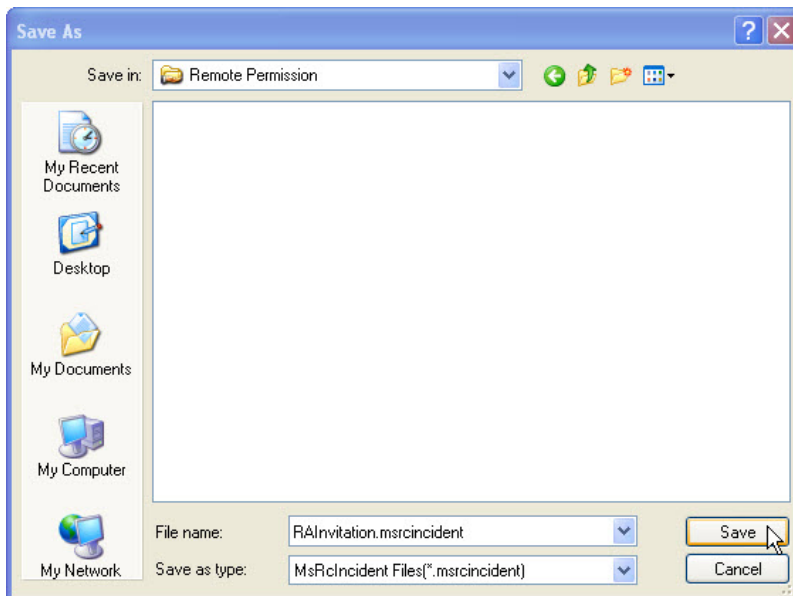 Save As
Save in:
Remote Permission
My Recent
Documents
Desktop
My Documents
My Computer
My Network
File name:
RAInvitation.msrcincident
Save
Save as type:
MsRcIncident Files(*.msrcincident)
Cancel